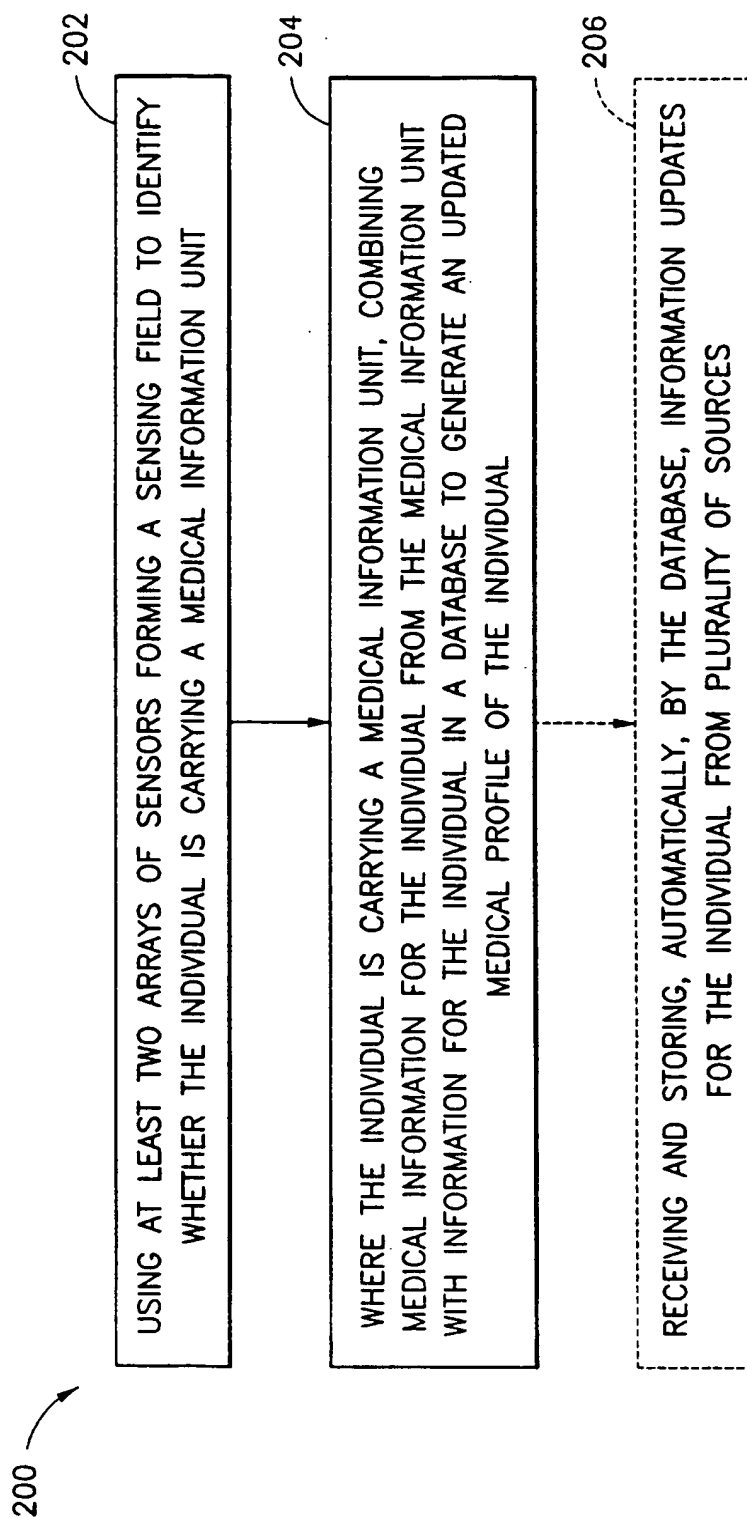 200
202
USING AT LEAST TWO ARRAYS OF SENSORS FORMING A SENSING FIELD TO IDENTIFY
WHETHER THE INDIVIDUAL IS CARRYING A MEDICAL INFORMATION UNIT
204
WHERE THE INDIVIDUAL IS CARRYING A MEDICAL INFORMATION UNIT, COMBINING
MEDICAL INFORMATION FOR THE INDIVIDUAL FROM THE MEDICAL INFORMATION UNIT
WITH INFORMATION FOR THE INDIVIDUAL IN A DATABASE TO GENERATE AN UPDATED
MEDICAL PROFILE OF THE INDIVIDUAL
206
RECEIVING AND STORING, AUTOMATICALLY, BY THE DATABASE, INFORMATION UPDATES
FOR THE INDIVIDUAL FROM PLURALITY OF SOURCES